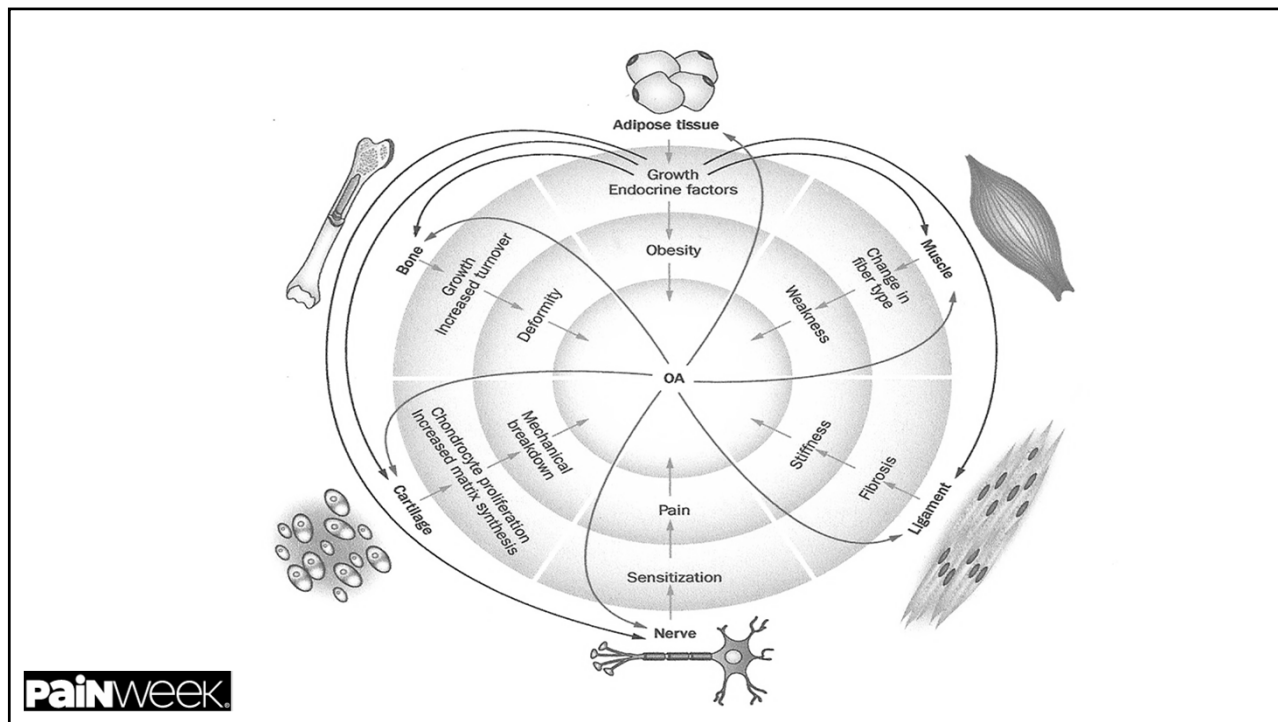 Adipose tissue
Growth
Endocrine factors
Obesity
Bone
Growth
Increased turnover
Deformity
Muscle
Change in
fiber type
Weakness
OA
Cartilage
Chondrocyte proliferation
Increased matrix synthesis
Mechanical
breakdown
Stiffness
Fibrosis
Ligament
Pain
Sensitization
Nerve
PaiNWeek.